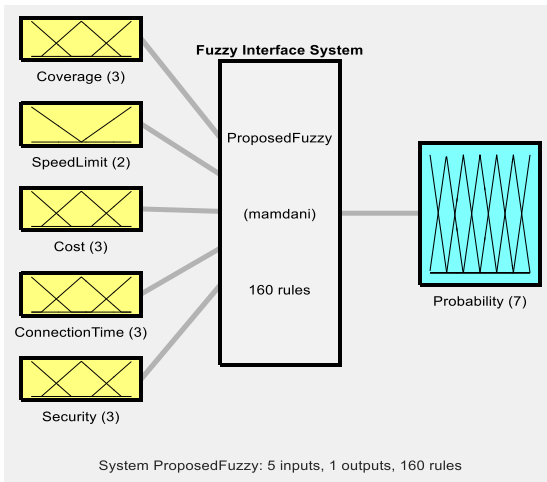 Fuzzy Interface System
Coverage (3)
SpeedLimit (2)
Cost (3)
ConnectionTime (3)
Security (3)
ProposedFuzzy
(mamdani)
160 rules
Probability (7)
System ProposedFuzzy: 5 inputs, 1 outputs, 160 rules